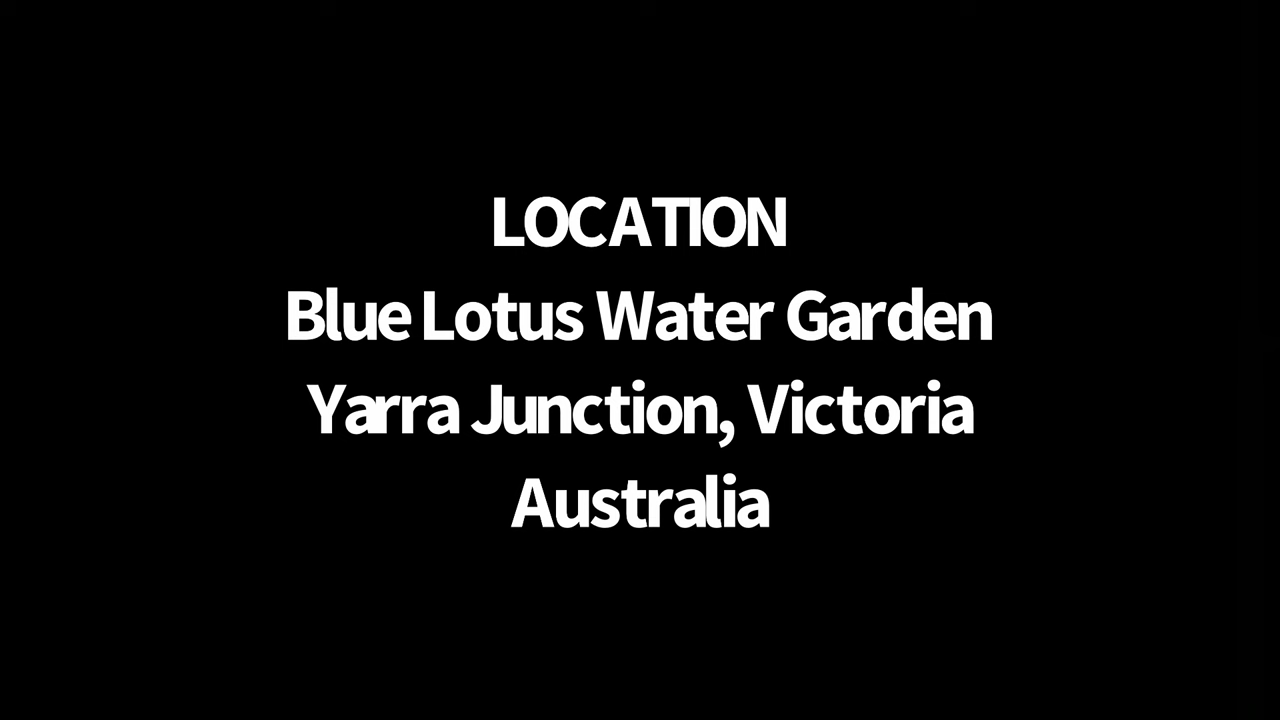 LOCATION
Blue Lotus Water Garden
Yarra Junction, Victoria
Australia